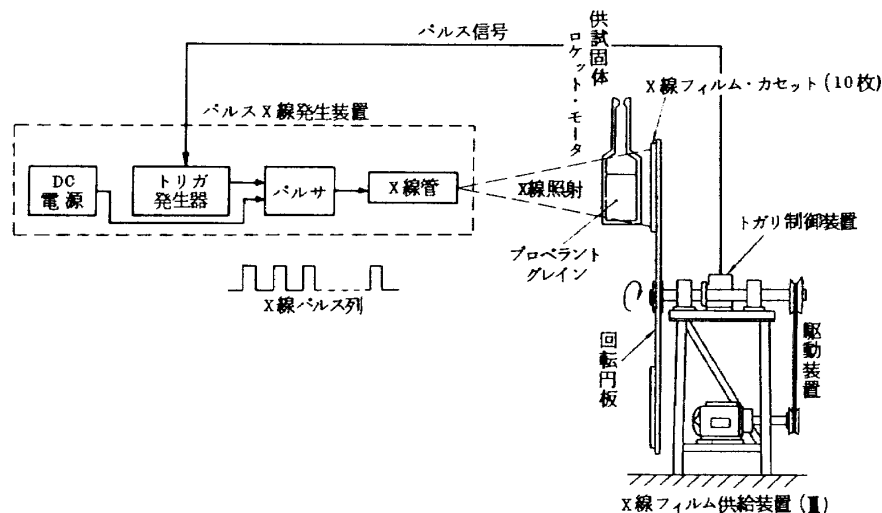 パルス信号
供試固体
ロケット・モータ
X線フィルム・カセット(10枚)
パルスX線発生装置
DC
電源
トリガ
発生器
パルサ
X線管
X線照射
プロペラント
グレイン
トガリ制御装置
X線パルス列
回転円板
駆動装置
X線フィルム供給装置(Ⅲ)